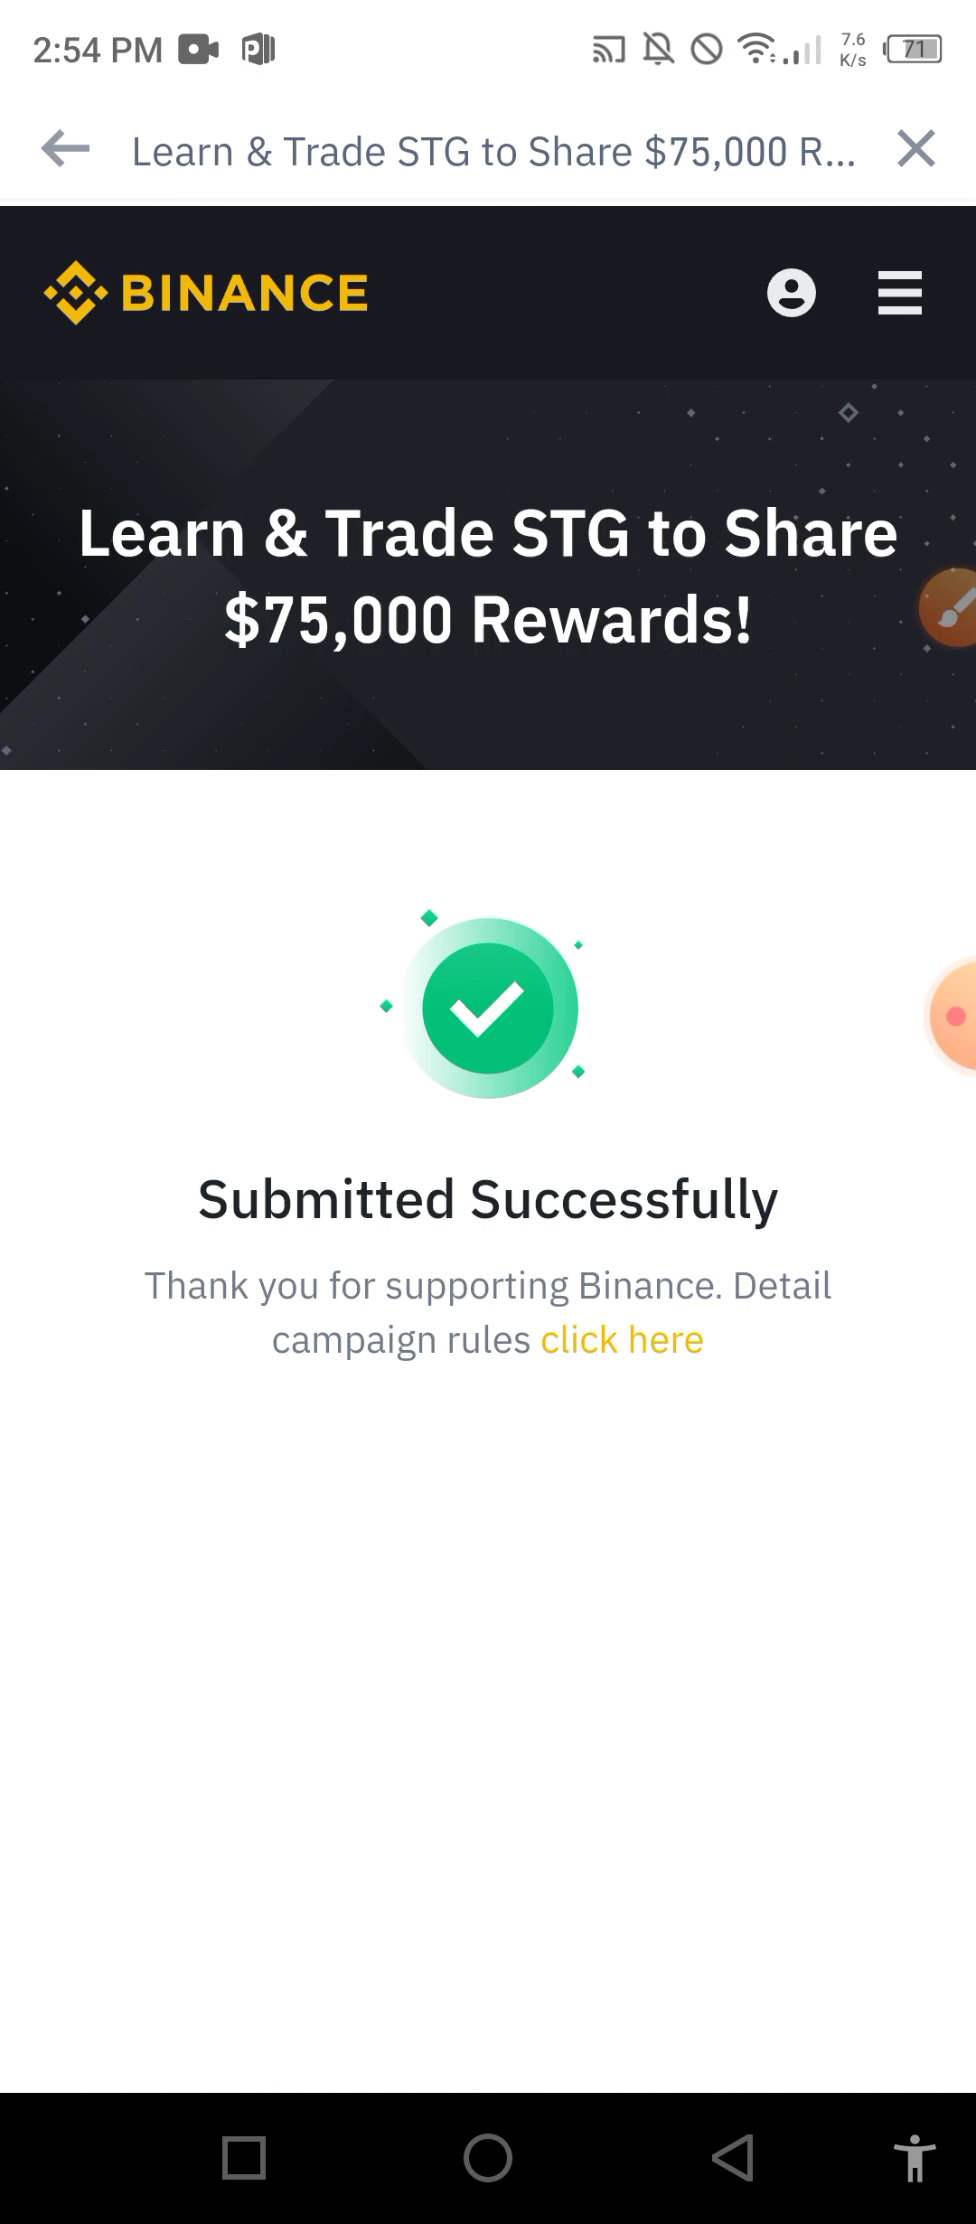 2:54 PM
7.6
K/s
71
Learn & Trade STG to Share $75,000 R...
BINANCE
Learn & Trade STG to Share
$75,000 Rewards!
Submitted Successfully
Thank you for supporting Binance. Detail
campaign rules click here